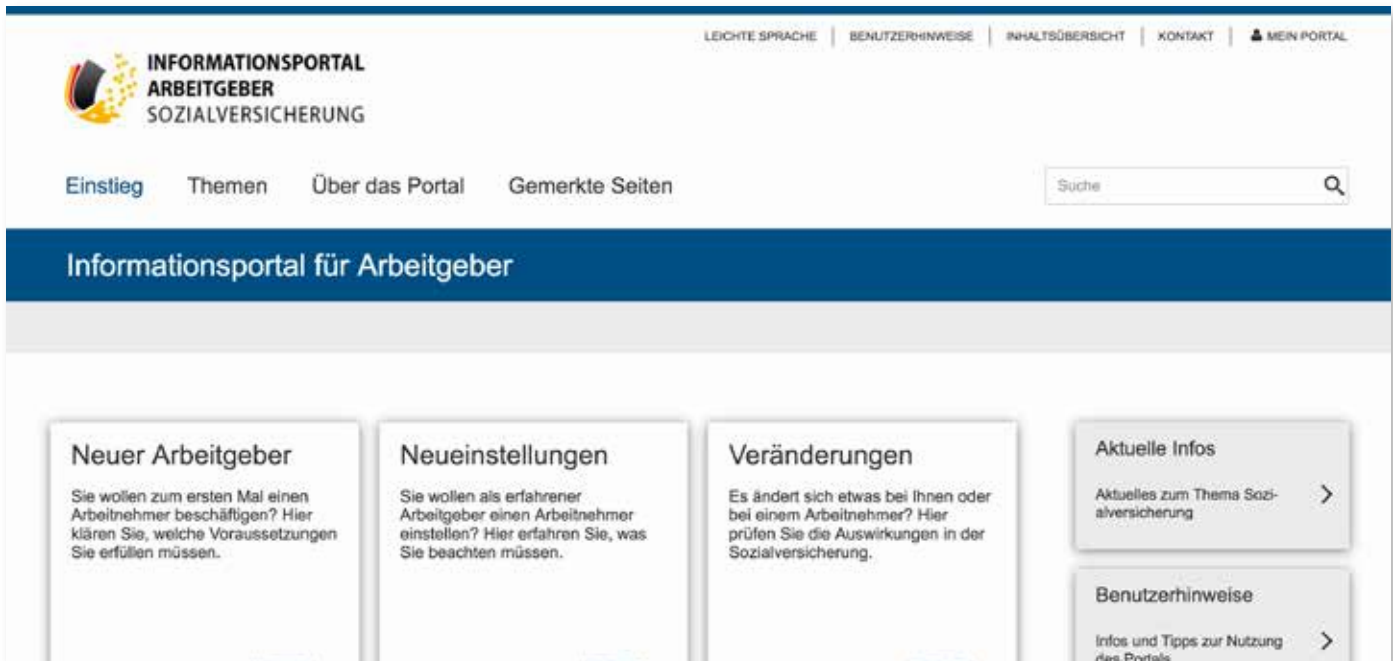 LEICHTE SPRACHE | BENUTZERHINWEISE | INHALTSÜBERSICHT | KONTAKT | MEIN PORTAL
INFORMATIONSPORTAL
ARBEITGEBER
SOZIALVERSICHERUNG
Einstieg Themen Über das Portal Gemerkte Seiten Suche
Informationsportal für Arbeitgeber
Neuer Arbeitgeber
Sie wollen zum ersten Mal einen
Arbeitnehmer beschäftigen? Hier
klären Sie, welche Voraussetzungen
Sie erfüllen müssen.
Neueinstellungen
Sie wollen als erfahrener
Arbeitgeber einen Arbeitnehmer
einstellen? Hier erfahren Sie, was
Sie beachten müssen.
Veränderungen
Es ändert sich etwas bei Ihnen oder
bei einem Arbeitnehmer? Hier
prüfen Sie die Auswirkungen in der
Sozialversicherung.
Aktuelle Infos
Aktuelles zum Thema Sozi-
alversicherung
Benutzerhinweise
Infos und Tipps zur Nutzung
des Portals